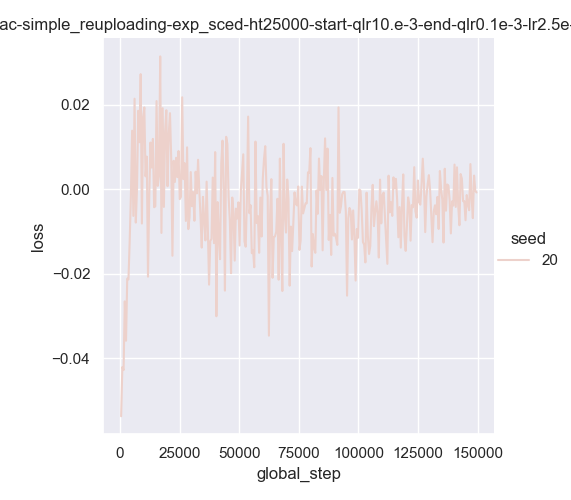 ac-simple_reuploading-exp_sced-ht25000-start-qlr10.e-3-end-qlr0.1e-3-lr2.5e-
0.02
0.00
−0.02
−0.04
loss
0 25000 50000 75000 100000 125000 150000
global_step
seed
20